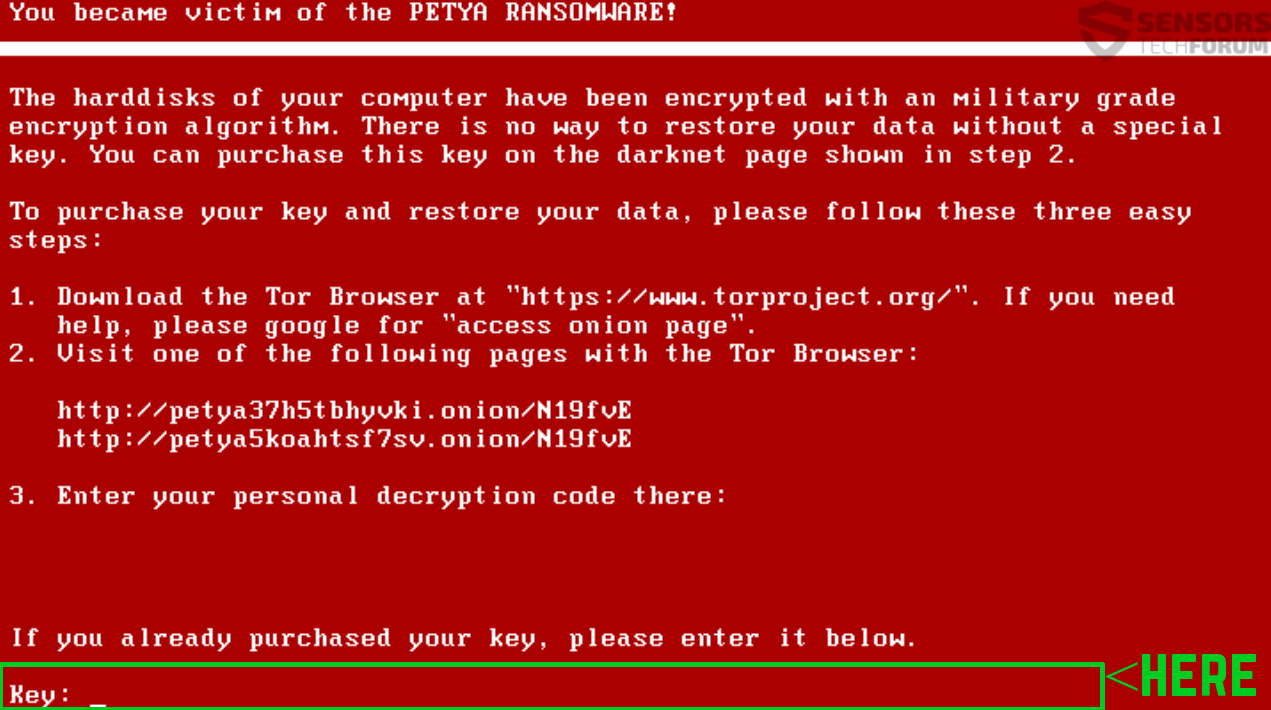 You became victim of the PETYA RANSOMWARE!
SENSORS
TECHFORUM
The harddisks of your computer have been encrypted with an military grade
encryption algorithm. There is no way to restore your data without a special
key. You can purchase this key on the darknet page shown in step 2.
To purchase your key and restore your data, please follow these three easy
steps:
1. Download the Tor Browser at "https://www.torproject.org/". If you need
help, please google for "access onion page".
2. Visit one of the following pages with the Tor Browser:
http://petya37h5tbhyvki.onion/N19fvE
http://petya5koahtsf7sv.onion/N19fvE
3. Enter your personal decryption code there:
If you already purchased your key, please enter it below.
Key: _
<HERE